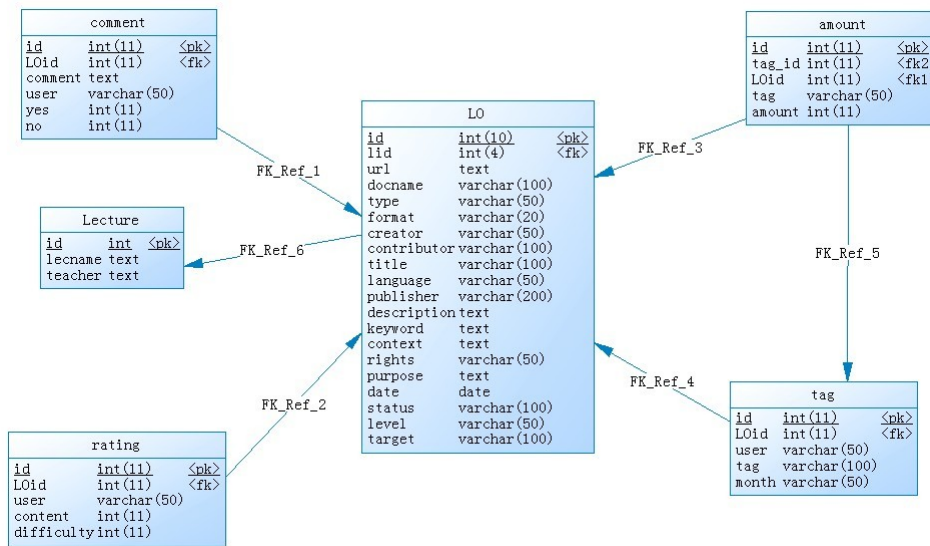 comment
id int(11) <pk>
LOid int(11) <fk>
comment text
user varchar(50)
yes int(11)
no int(11)
amount
id int(11) <pk>
tag_id int(11) <fk2
LOid int(11) <fk1
tag varchar(50)
amount int(11)
LO
id int(10) <pk>
lid int(4) <fk>
url text
docname varchar(100)
type varchar(50)
format varchar(20)
creator varchar(50)
contributor varchar(100)
title varchar(100)
language varchar(50)
publisher varchar(200)
description text
keyword text
context text
rights varchar(50)
purpose text
date date
status varchar(100)
level varchar(50)
target varchar(100)
FK_Ref_1
FK_Ref_3
Lecture
id int <pk>
lecname text
teacher text
FK_Ref_6
FK_Ref_5
FK_Ref_2
FK_Ref_4
rating
id int(11) <pk>
LOid int(11) <fk>
user varchar(50)
content int(11)
difficulty int(11)
tag
id int(11) <pk>
LOid int(11) <fk>
user varchar(50)
tag varchar(100)
month varchar(50)